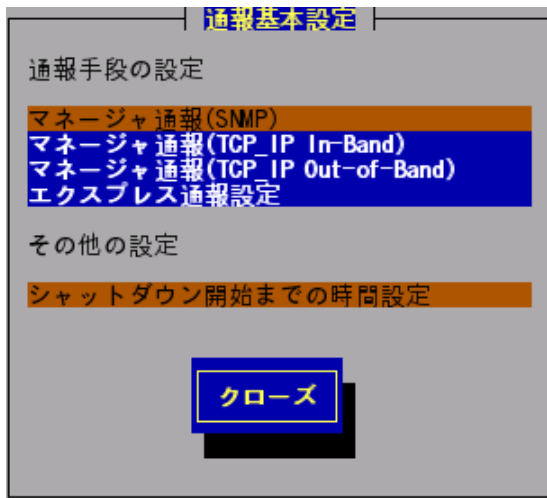 通報基本設定
通報手段の設定
マネージャ通報(SNMP)
マネージャ通報(TCP_IP In-Band)
マネージャ通報(TCP_IP Out-of-Band)
エクスプレス通報設定
その他の設定
シャットダウン開始までの時間設定
クローズ